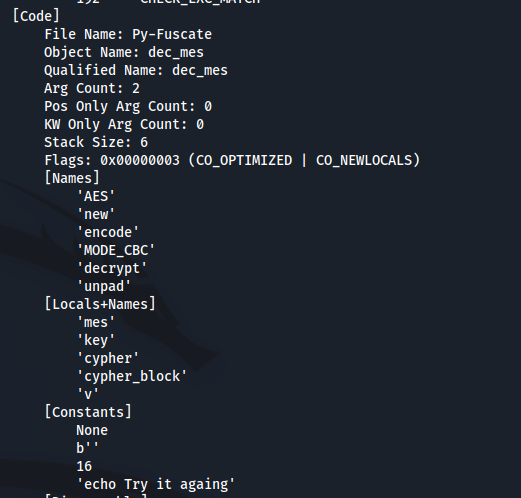 192 CHECK_EXC_MATCH
[Code]
File Name: Py-Fuscate
Object Name: dec_mes
Qualified Name: dec_mes
Arg Count: 2
Pos Only Arg Count: 0
KW Only Arg Count: 0
Stack Size: 6
Flags: 0x00000003 (CO_OPTIMIZED | CO_NEWLOCALS)
[Names]
'AES'
'new'
'encode'
'MODE_CBC'
'decrypt'
'unpad'
[Locals+Names]
'mes'
'key'
'cypher'
'cypher_block'
'v'
[Constants]
None
b''
16
'echo Try it againg'